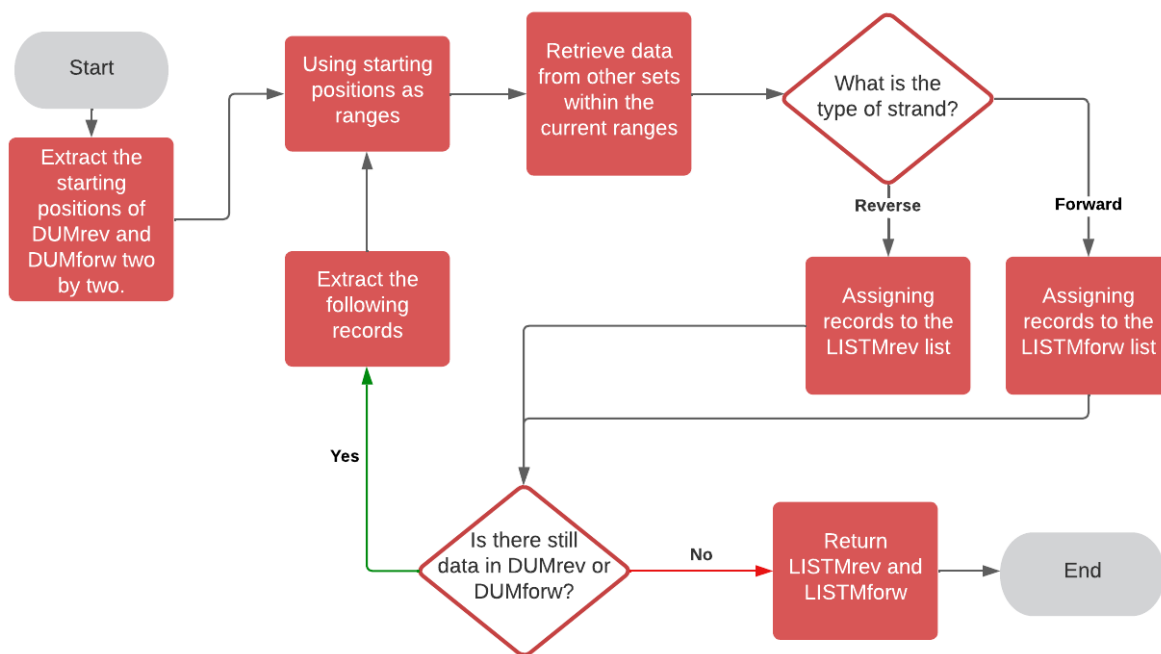 Start
Extract the
starting
positions of
DUMrev and
DUMforw two
by two.
Using starting
positions as
ranges
Retrieve data
from other sets
within the
current ranges
What is the
type of strand?
Reverse
Forward
Assigning
records to the
LISTMrev list
Assigning
records to the
LISTMforw list
Extract the
following
records
Yes
Is there still
data in DUMrev or
DUMforw?
No
Return
LISTMrev and
LISTMforw
End